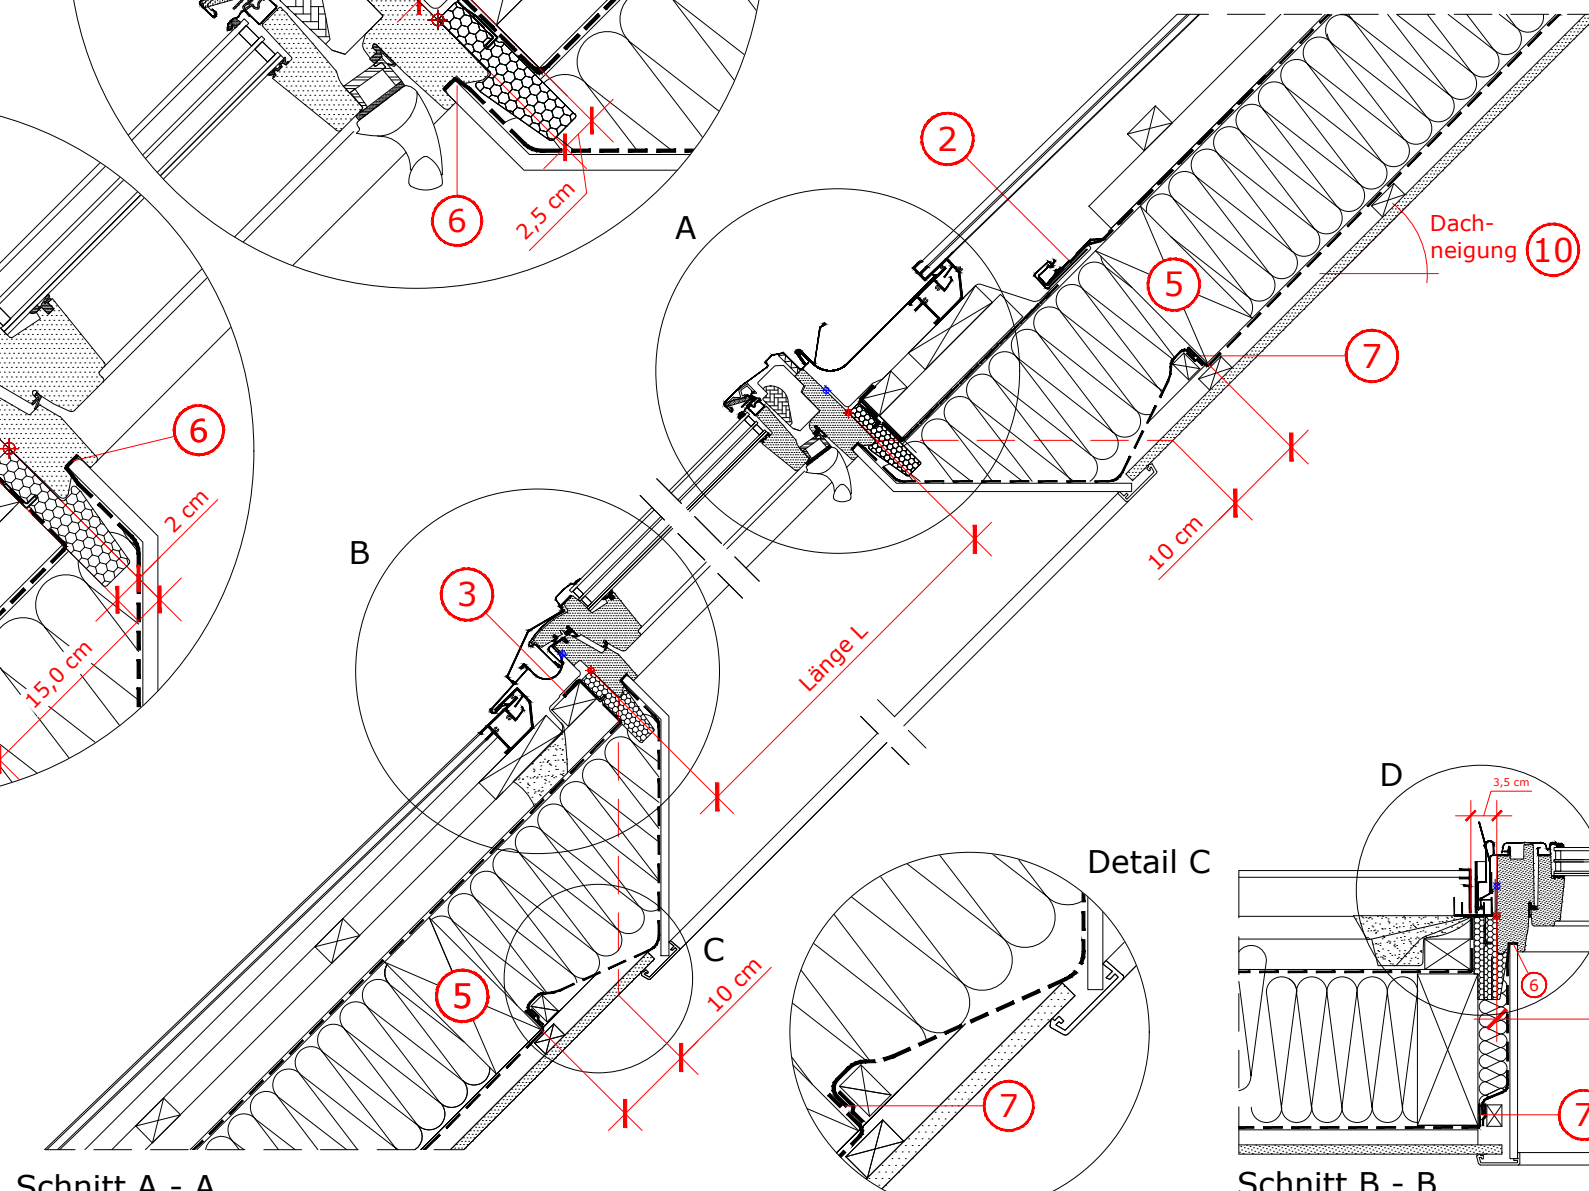 6
2,5 cm
A
2
Dach-
neigung 10
5
7
6
2 cm
15,0 cm
10 cm
B
3
Länge L
D
3,5 cm
Detail C
C
5
10 cm
6
7
7
Schnitt A - A
Schnitt B - B